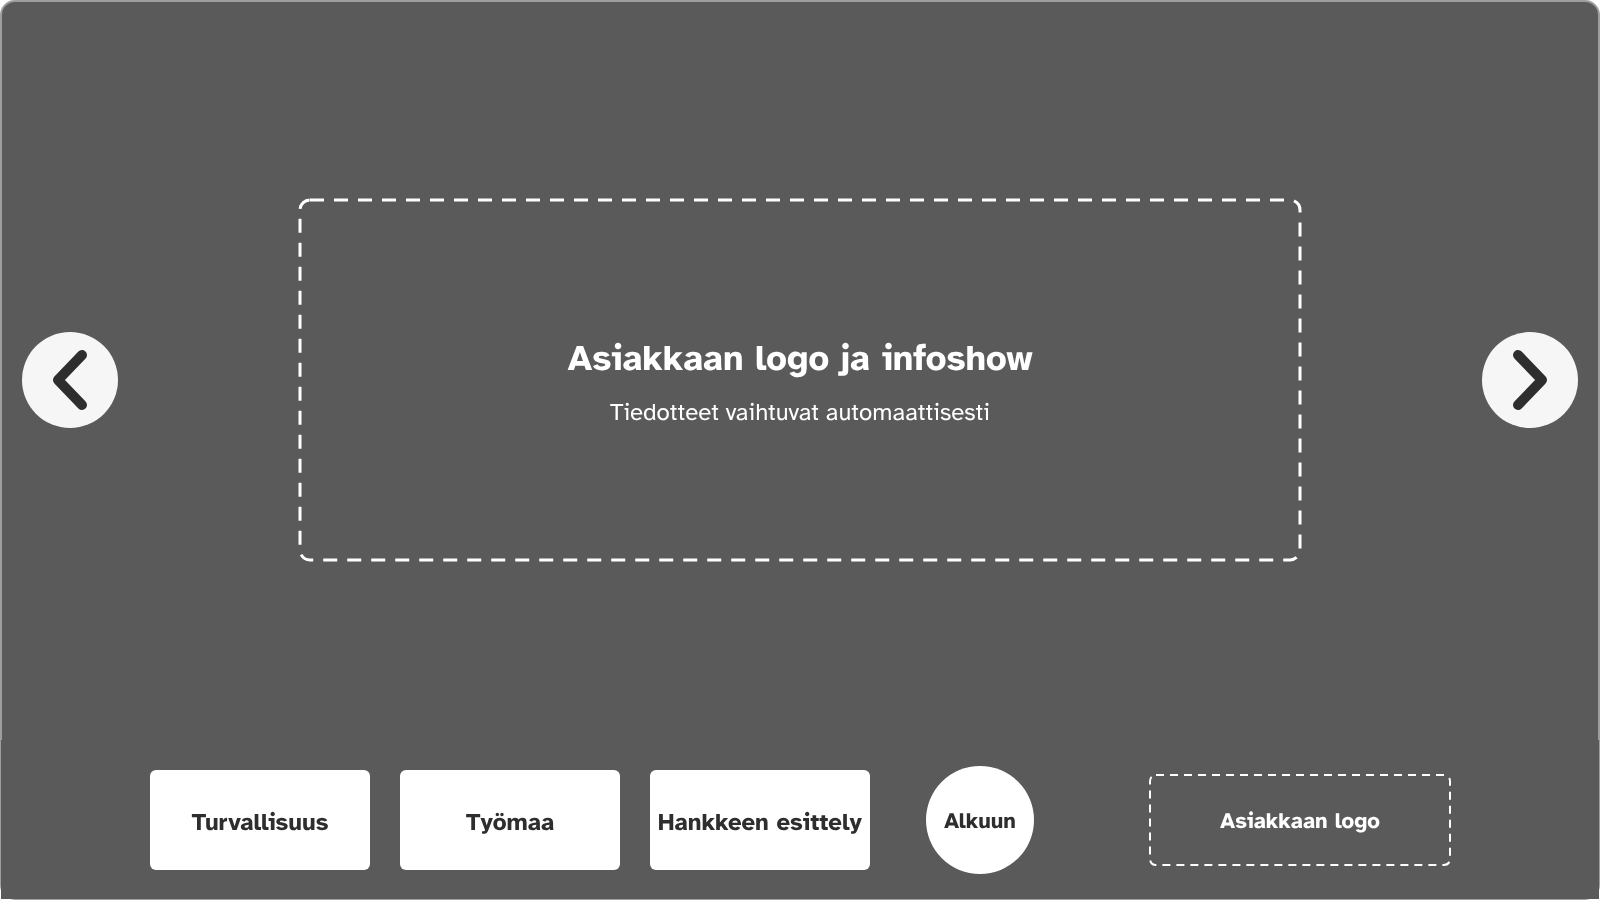 Asiakkaan logo ja infoshow
Tiedotteet vaihtuvat automaattisesti
Turvallisuus
Työmaa
Hankkeen esittely
Alkuun
Asiakkaan logo